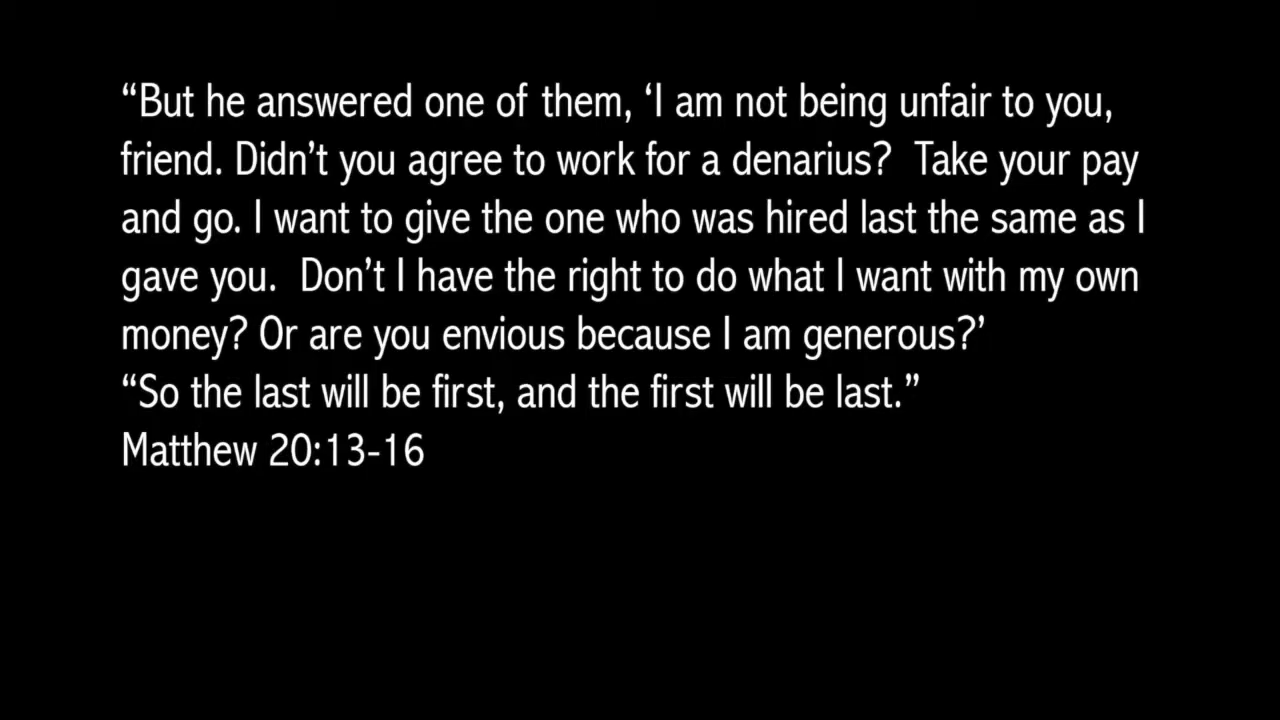 “But he answered one of them, ‘I am not being unfair to you,
friend. Didn’t you agree to work for a denarius?  Take your pay
and go. I want to give the one who was hired last the same as I
gave you.  Don’t I have the right to do what I want with my own
money? Or are you envious because I am generous?’
“So the last will be first, and the first will be last.”
Matthew 20:13-16